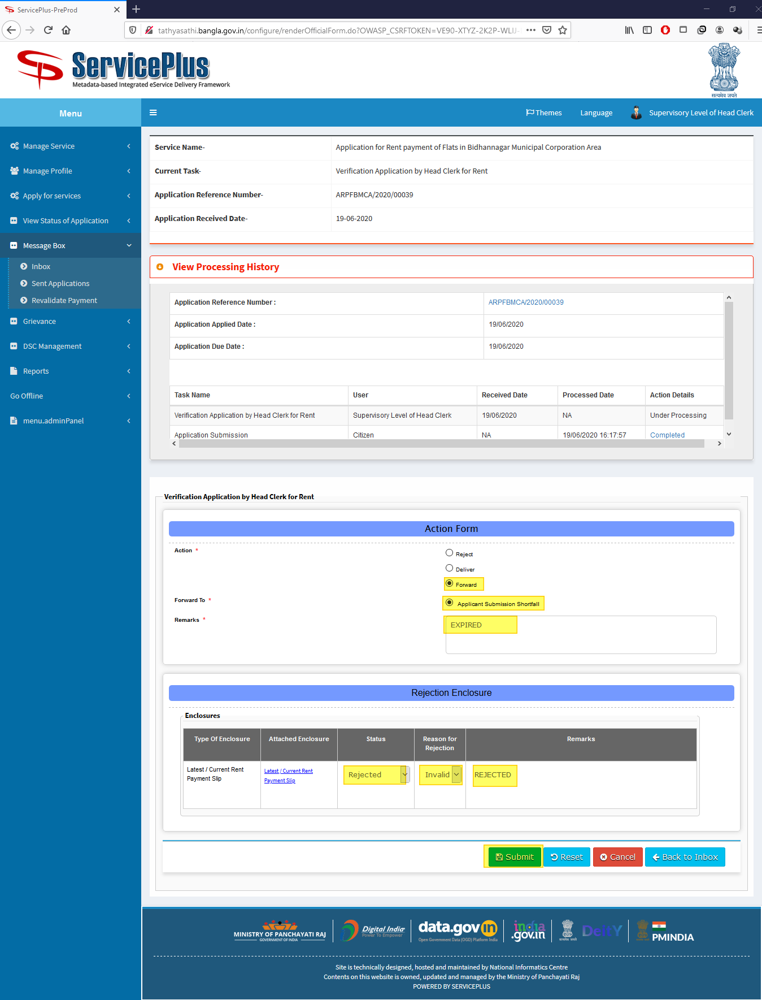 ServicePlus-PreProd
tathyasathi.bangla.gov.in/configure/renderOfficialForm.do?OWASP_CSRFTOKEN=VE90-XTYZ-2K2P-WLIJ-
ServicePlus
Metadata-based Integrated eService Delivery Framework
सत्यमेव जयते
Menu
Themes
Language
Supervisory Level of Head Clerk
Manage Service
Manage Profile
Apply for services
View Status of Application
Message Box
Inbox
Sent Applications
Revalidate Payment
Grievance
DSC Management
Reports
Go Offline
menu.adminPanel
Service Name- Application for Rent payment of Flats in Bidhannagar Municipal Corporation Area
Current Task- Verification Application by Head Clerk for Rent
Application Reference Number- ARPFBMCA/2020/00039
Application Received Date- 19-06-2020
View Processing History
Application Reference Number : ARPFBMCA/2020/00039
Application Applied Date : 19/06/2020
Application Due Date : 19/06/2020
Task Name User Received Date Processed Date Action Details
Verification Application by Head Clerk for Rent Supervisory Level of Head Clerk 19/06/2020 NA Under Processing
Application Submission Citizen NA 19/06/2020 16:17:57 Completed
Verification Application by Head Clerk for Rent
Action Form
Action *
Reject
Deliver
Forward
Forward To *
Applicant Submission Shortfall
Remarks *
EXPIRED
Rejection Enclosure
Enclosures
Type Of Enclosure Attached Enclosure Status Reason for Rejection Remarks
Latest / Current Rent Payment Slip
Latest / Current Rent Payment Slip
Rejected
Invalid
REJECTED
Submit
Reset
Cancel
Back to Inbox
MINISTRY OF PANCHAYATI RAJ
GOVERNMENT OF INDIA
Digital India
Power To Empower
data.gov in
Open Government Data (OGD) Platform India
india
.gov.in
सत्यमेव जयते
DeitY
PMINDIA
Site is technically designed, hosted and maintained by National Informatics Centre
Contents on this website is owned, updated and managed by the Ministry of Panchayati Raj
POWERED BY SERVICEPLUS